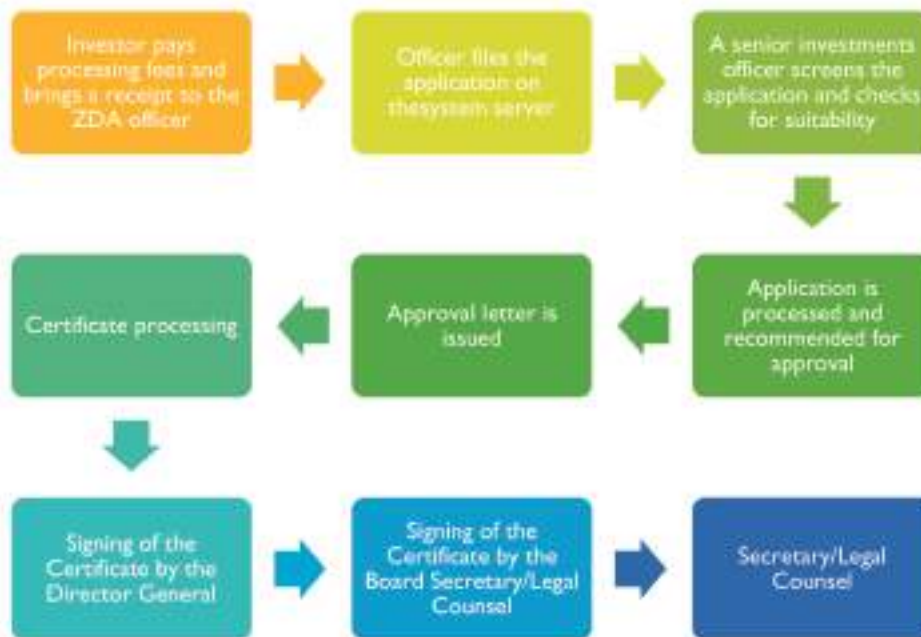 Investor pays
processing fees and
brings a receipt to the
ZDA officer
Officer files the
application on
thesystem server
A senior investments
officer screens the
application and checks
for suitability
Certificate processing
Approval letter is
issued
Application is
processed and
recommended for
approval
Signing of the
Certificate by the
Director General
Signing of the
Certificate by the
Board Secretary/Legal
Counsel
Secretary/Legal
Counsel